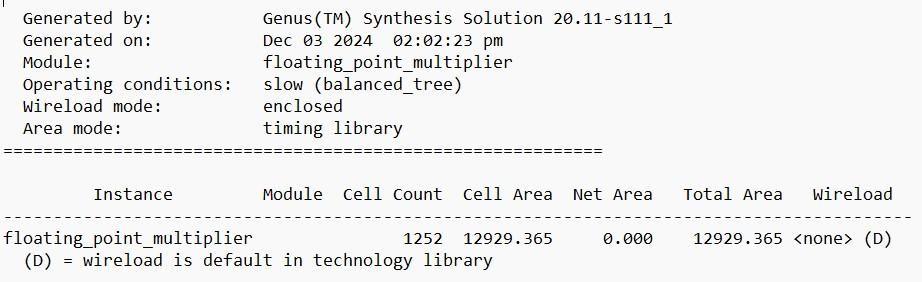 Generated by: Genus(TM) Synthesis Solution 20.11-s111_1
Generated on: Dec 03 2024 02:02:23 pm
Module: floating_point_multiplier
Operating conditions: slow (balanced_tree)
Wireload mode: enclosed
Area mode: timing library
============================================================
Instance Module Cell Count Cell Area Net Area Total Area Wireload
-------------------------------------------------------------------------------------------
floating_point_multiplier 1252 12929.365 0.000 12929.365 <none> (D)
(D) = wireload is default in technology library